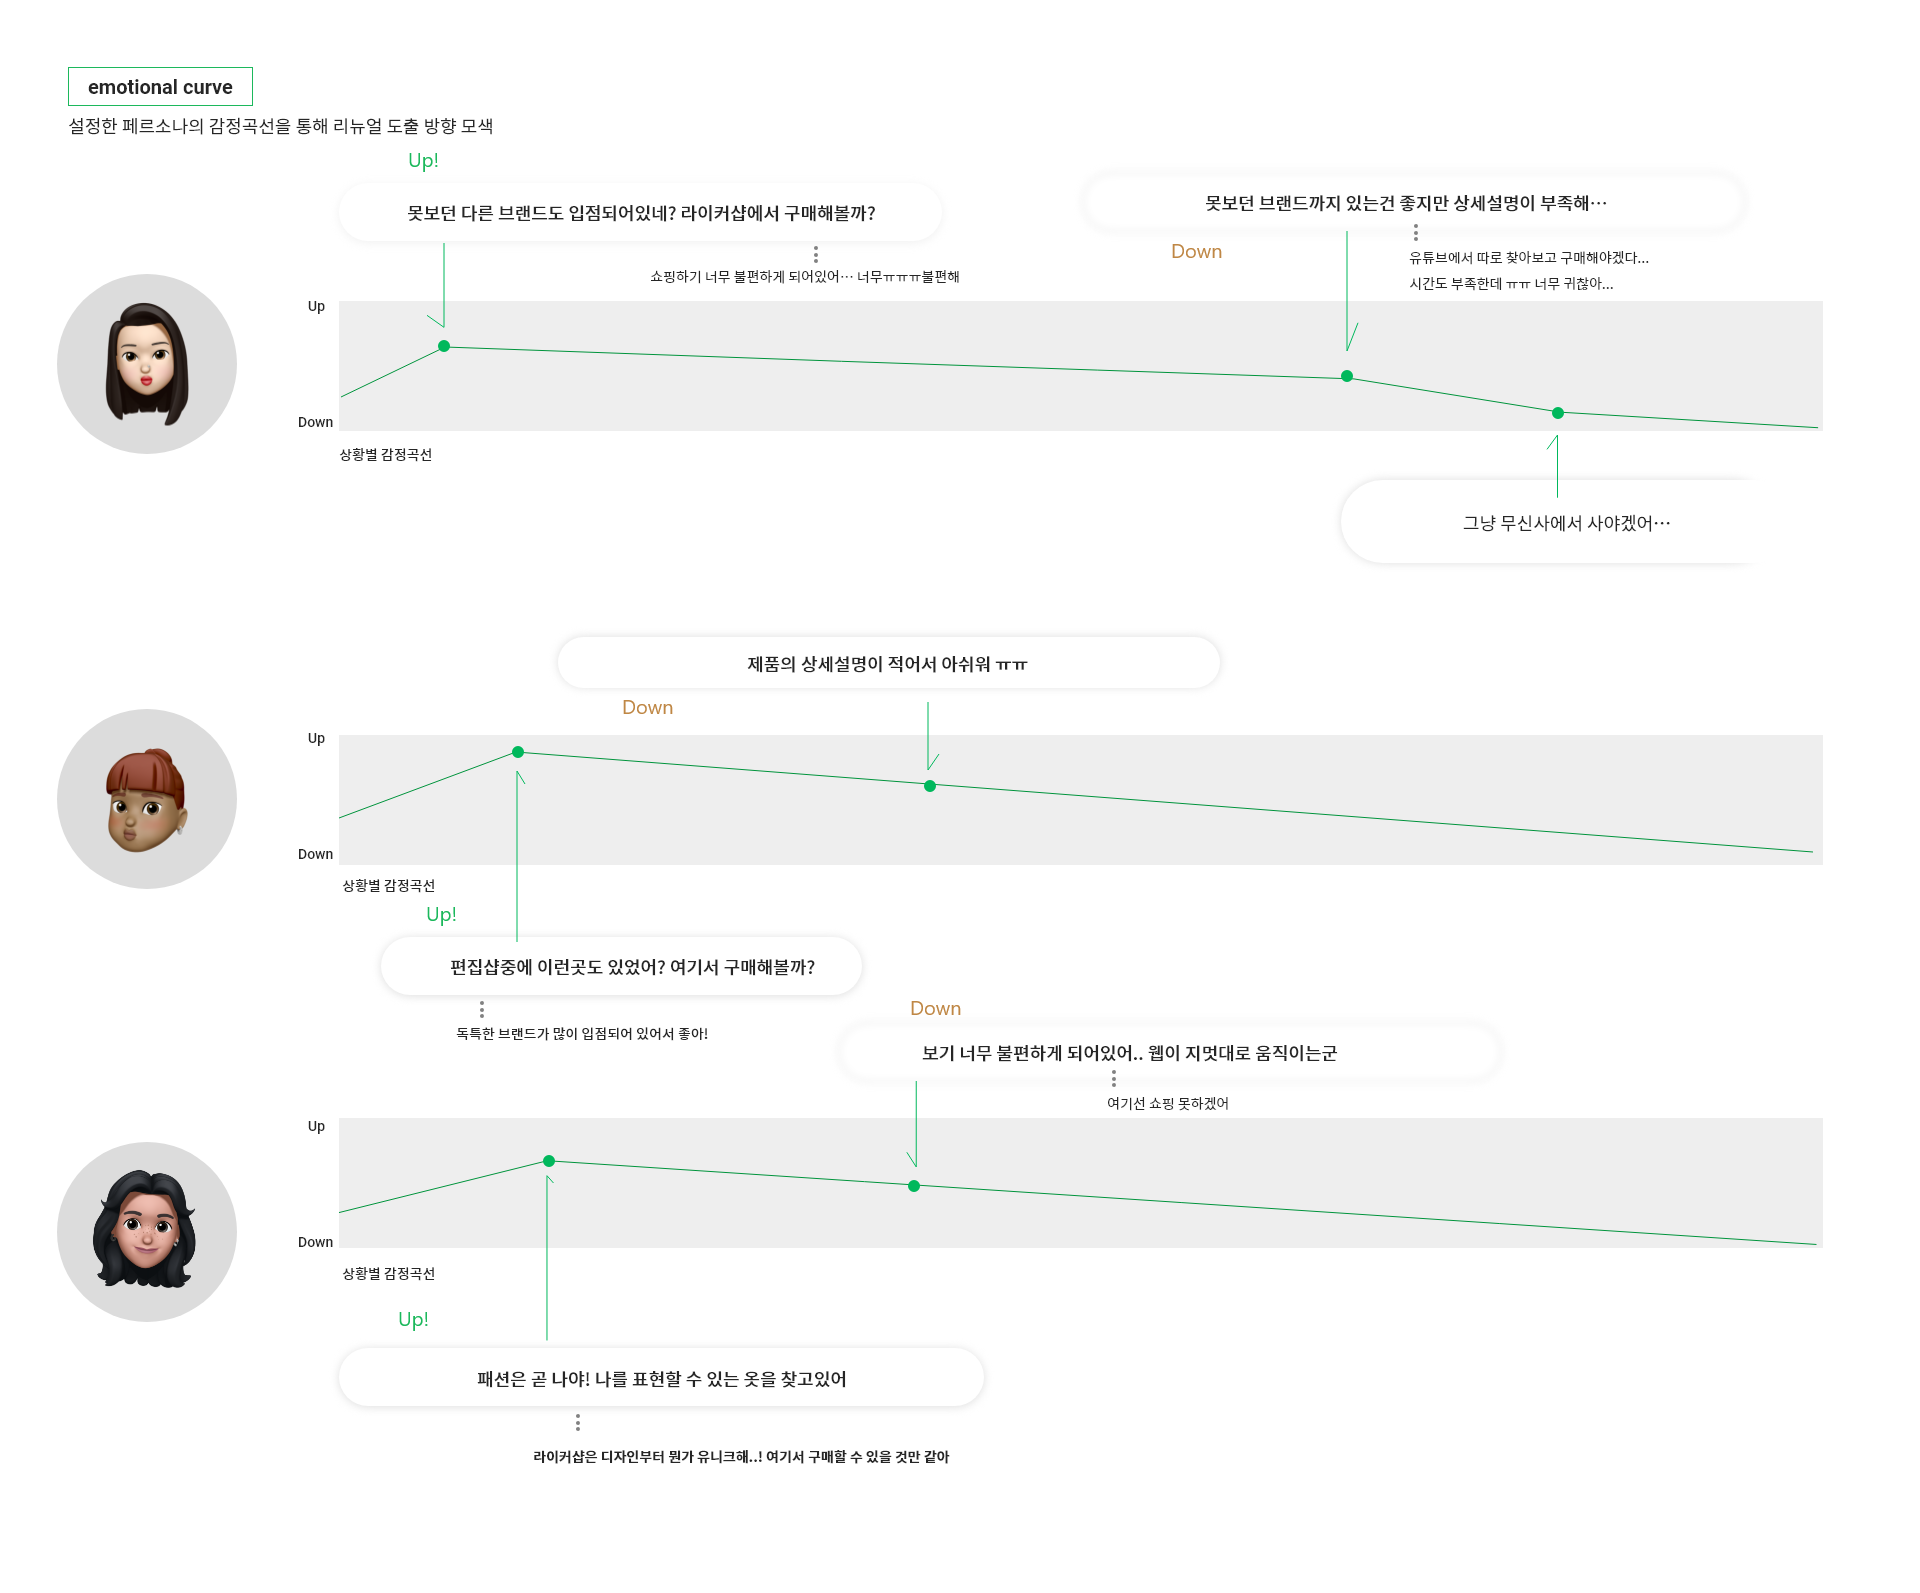 emotional curve
설정한 페르소나의 감정곡선을 통해 리뉴얼 도출 방향 모색
Up!
못보던 다른 브랜드도 입점되어있네? 라이커샵에서 구매해볼까?
쇼핑하기 너무 불편하게 되어있어… 너무ㅠㅠㅠ불편해
못보던 브랜드까지 있는건 좋지만 상세설명이 부족해…
Down
유튜브에서 따로 찾아보고 구매해야겠다...
시간도 부족한데 ㅠㅠ 너무 귀찮아...
Up
Down
상황별 감정곡선
그냥 무신사에서 사야겠어…
제품의 상세설명이 적어서 아쉬워 ㅠㅠ
Down
Up
Down
상황별 감정곡선
Up!
편집샵중에 이런곳도 있었어? 여기서 구매해볼까?
독특한 브랜드가 많이 입점되어 있어서 좋아!
Down
보기 너무 불편하게 되어있어.. 웹이 지멋대로 움직이는군
여기선 쇼핑 못하겠어
Up
Down
상황별 감정곡선
Up!
패션은 곧 나야! 나를 표현할 수 있는 옷을 찾고있어
라이커샵은 디자인부터 뭔가 유니크해..! 여기서 구매할 수 있을 것만 같아